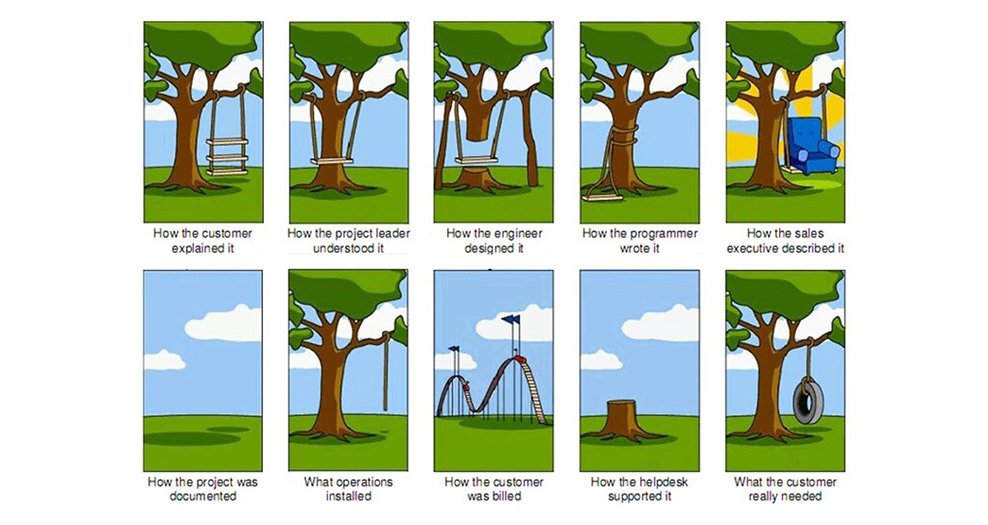 How the customer
explained it
How the project leader
understood it
How the engineer
designed it
How the programmer
wrote it
How the sales
executive described it
How the project was
documented
What operations
installed
How the customer
was billed
How the helpdesk
supported it
What the customer
really needed